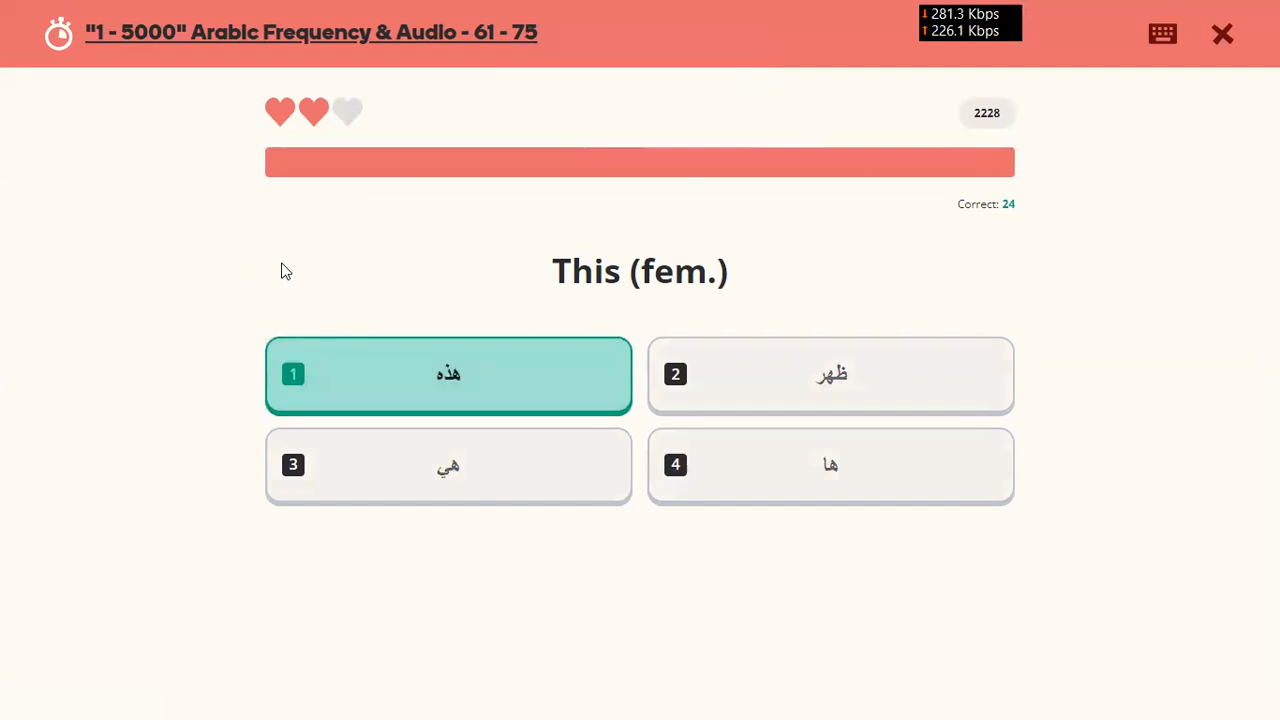 "1 - 5000" Arabic Frequency & Audio - 61 - 75
↓ 281.3 Kbps
↑ 226.1 Kbps
2228
Correct: 24
This (fem.)
1 هذه
2 ظهر
3 هي
4 ها